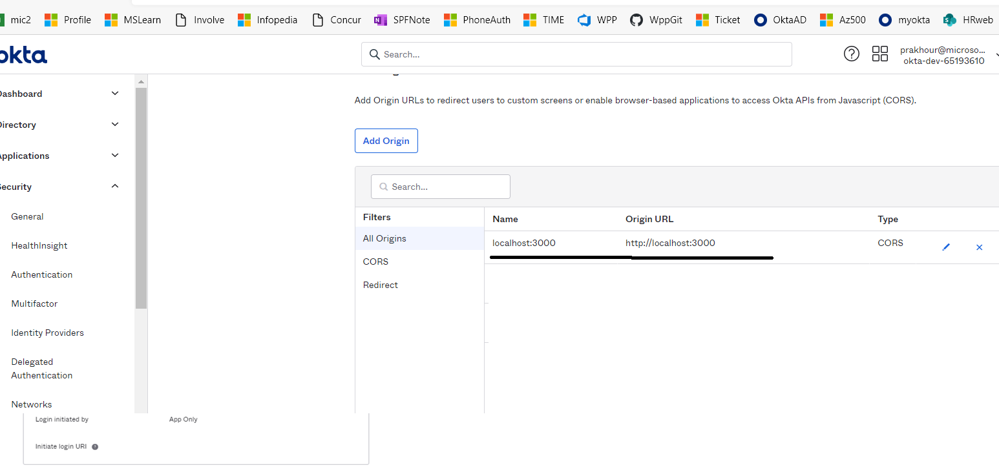 mic2 Profile MSLearn Involve Infopedia Concur SPFNote PhoneAuth TIME WPP WppGit Ticket OktaAD Az500 myokta HRweb
okta
Search...
prakhour@microso...
okta-dev-65193610
Dashboard
Directory
Applications
Security
General
HealthInsight
Authentication
Multifactor
Identity Providers
Delegated
Authentication
Networks
Add Origin URLs to redirect users to custom screens or enable browser-based applications to access Okta APIs from Javascript (CORS).
Add Origin
Search...
Filters
All Origins
CORS
Redirect
Name Origin URL Type
localhost:3000 http://localhost:3000 CORS
Login initiated by App Only
Initiate login URI